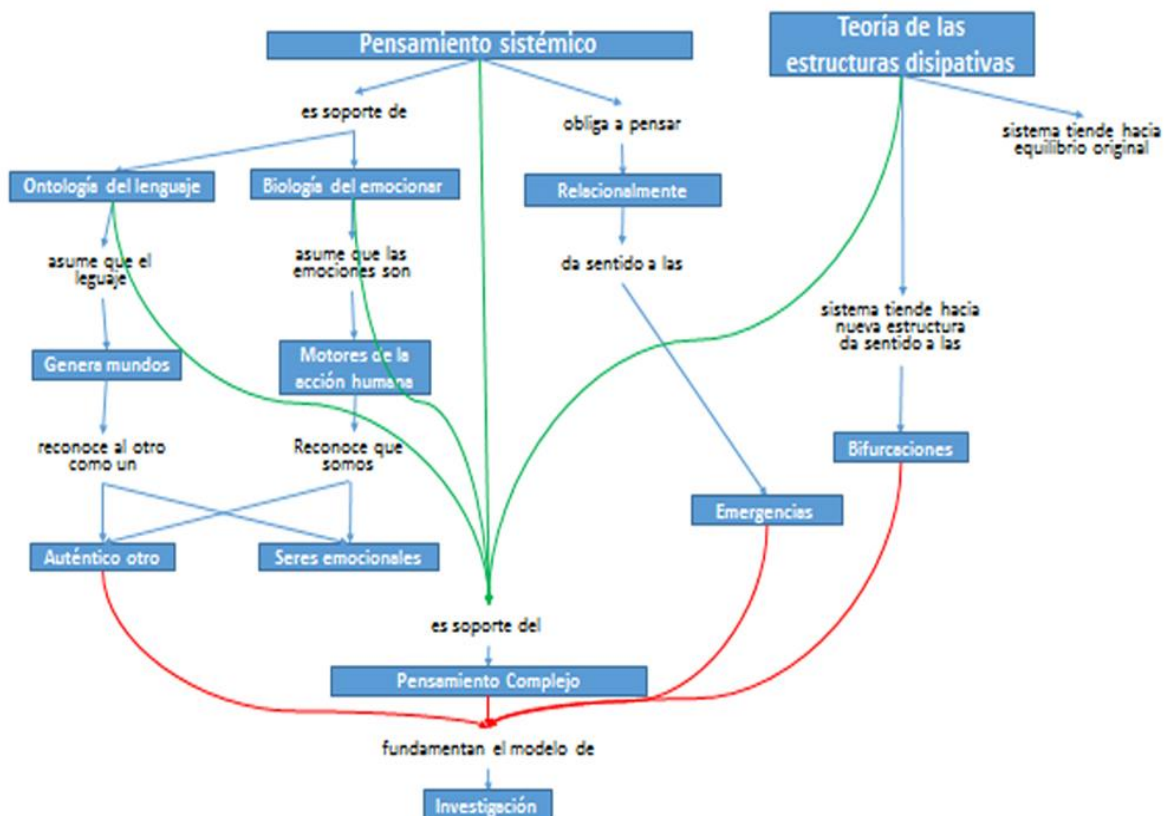 Pensamiento sistémico
Teoría de las
estructuras disipativas
es soporte de
obliga a pensar
sistema tiende hacia
equilibrio original
Ontología del lenguaje
Biología del emocionar
Relacionalmente
asume que el
leguaje
asume que las
emociones son
da sentido a las
sistema tiende hacia
nueva estructura
da sentido a las
Genera mundos
Motores de la
acción humana
reconoce al otro
como un
Reconoce que
somos
Bifurcaciones
Emergencias
Auténtico otro
Seres emocionales
es soporte del
Pensamiento Complejo
fundamentan el modelo de
Investigación